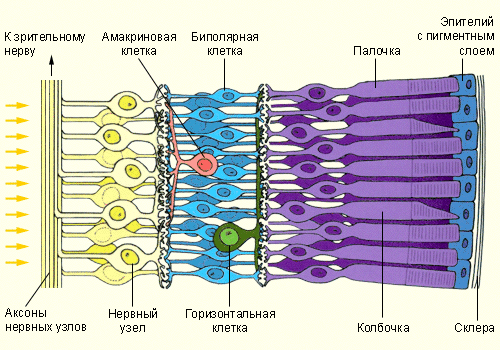 К зрительному
нерву
Амакриновая
клетка
Биполярная
клетка
Палочка
Эпителий
с пигментным
слоем
Аксоны
нервных узлов
Нервный
узел
Горизонтальная
клетка
Колбочка
Склера